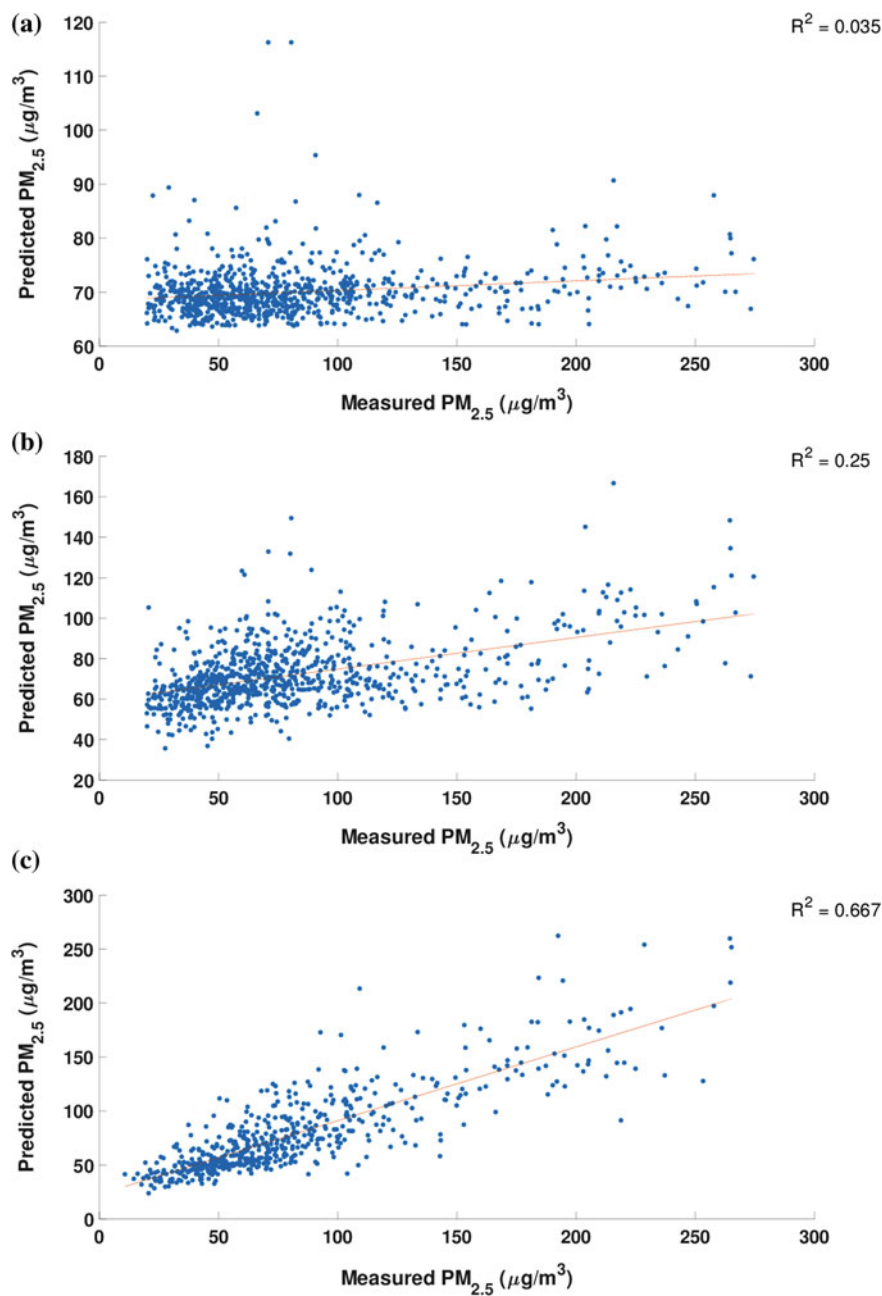 (a)
R² = 0.035
120
110
100
90
80
70
60
Predicted PM₂.₅ (μg/m³)
0 50 100 150 200 250 300
Measured PM₂.₅ (μg/m³)
(b)
R² = 0.25
180
160
140
120
100
80
60
40
20
Predicted PM₂.₅ (μg/m³)
0 50 100 150 200 250 300
Measured PM₂.₅ (μg/m³)
(c)
R² = 0.667
300
250
200
150
100
50
0
Predicted PM₂.₅ (μg/m³)
0 50 100 150 200 250 300
Measured PM₂.₅ (μg/m³)